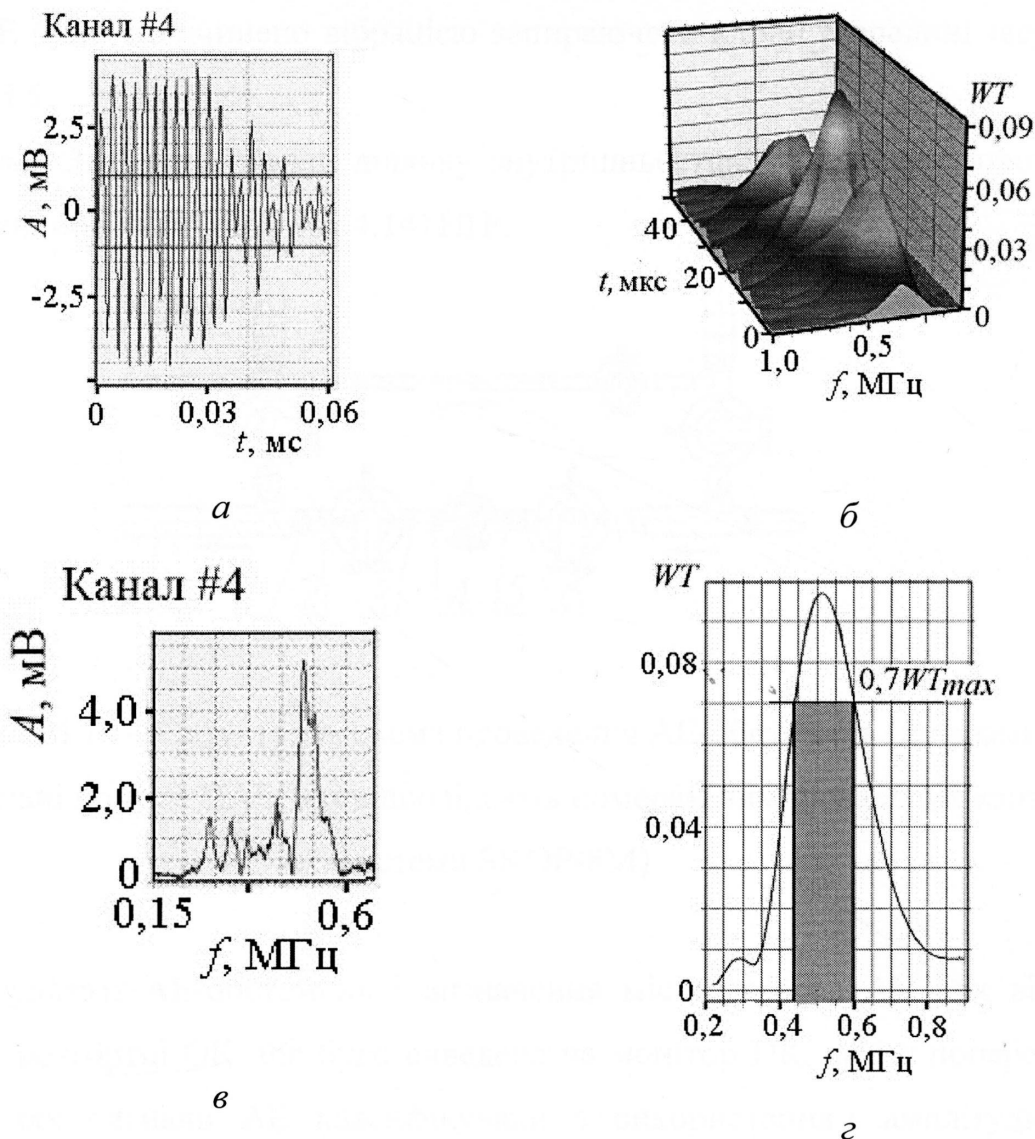 Канал #4
A, мВ
2,5
0
-2,5
0
0,03
0,06
t, мс
а
WT
0,09
0,06
0,03
0
40
20
0
t, мкс
1,0
0,5
f, МГц
б
Канал #4
A, мВ
4,0
2,0
0
0,15
0,6
f, МГц
в
WT
0,08
0,04
0
0,7WTmax
0,2
0,4
0,6
0,8
f, МГц
г